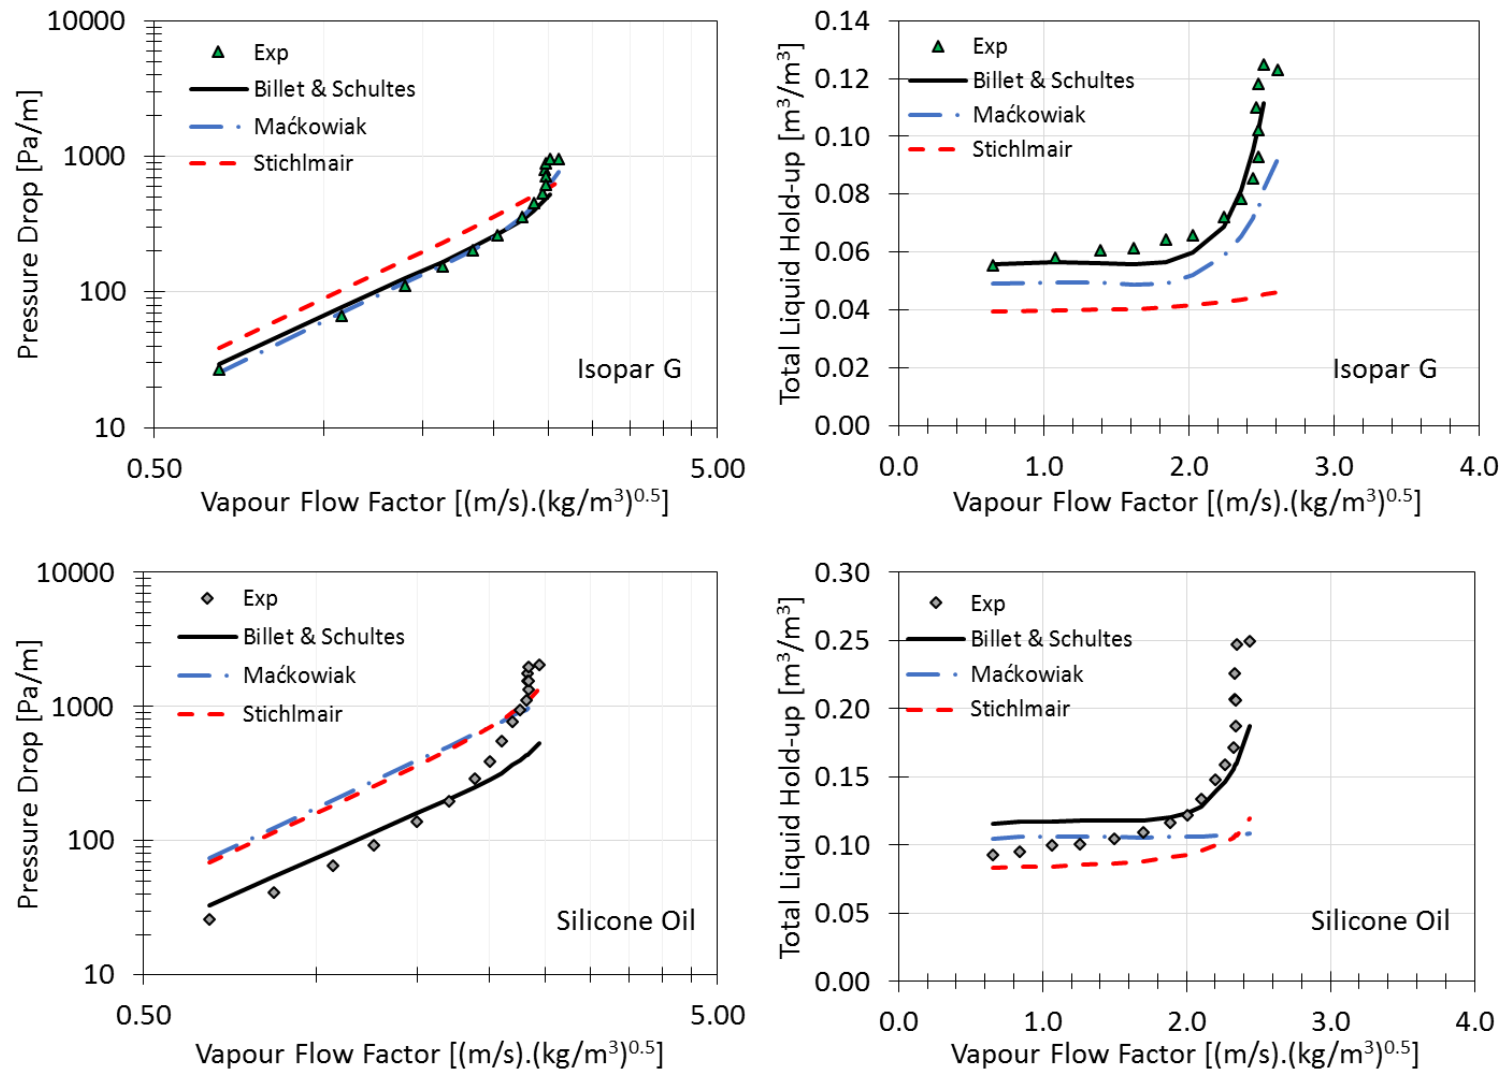 10000
1000
100
10
Pressure Drop [Pa/m]
Exp
Billet & Schultes
Maćkowiak
Stichlmair
Isopar G
0.50
5.00
Vapour Flow Factor [(m/s).(kg/m³)⁰·⁵]
0.14
0.12
0.10
0.08
0.06
0.04
0.02
0.00
Total Liquid Hold-up [m³/m³]
Exp
Billet & Schultes
Maćkowiak
Stichlmair
Isopar G
0.0
1.0
2.0
3.0
4.0
Vapour Flow Factor [(m/s).(kg/m³)⁰·⁵]
10000
1000
100
10
Pressure Drop [Pa/m]
Exp
Billet & Schultes
Maćkowiak
Stichlmair
Silicone Oil
0.50
5.00
Vapour Flow Factor [(m/s).(kg/m³)⁰·⁵]
0.30
0.25
0.20
0.15
0.10
0.05
0.00
Total Liquid Hold-up [m³/m³]
Exp
Billet & Schultes
Maćkowiak
Stichlmair
Silicone Oil
0.0
1.0
2.0
3.0
4.0
Vapour Flow Factor [(m/s).(kg/m³)⁰·⁵]